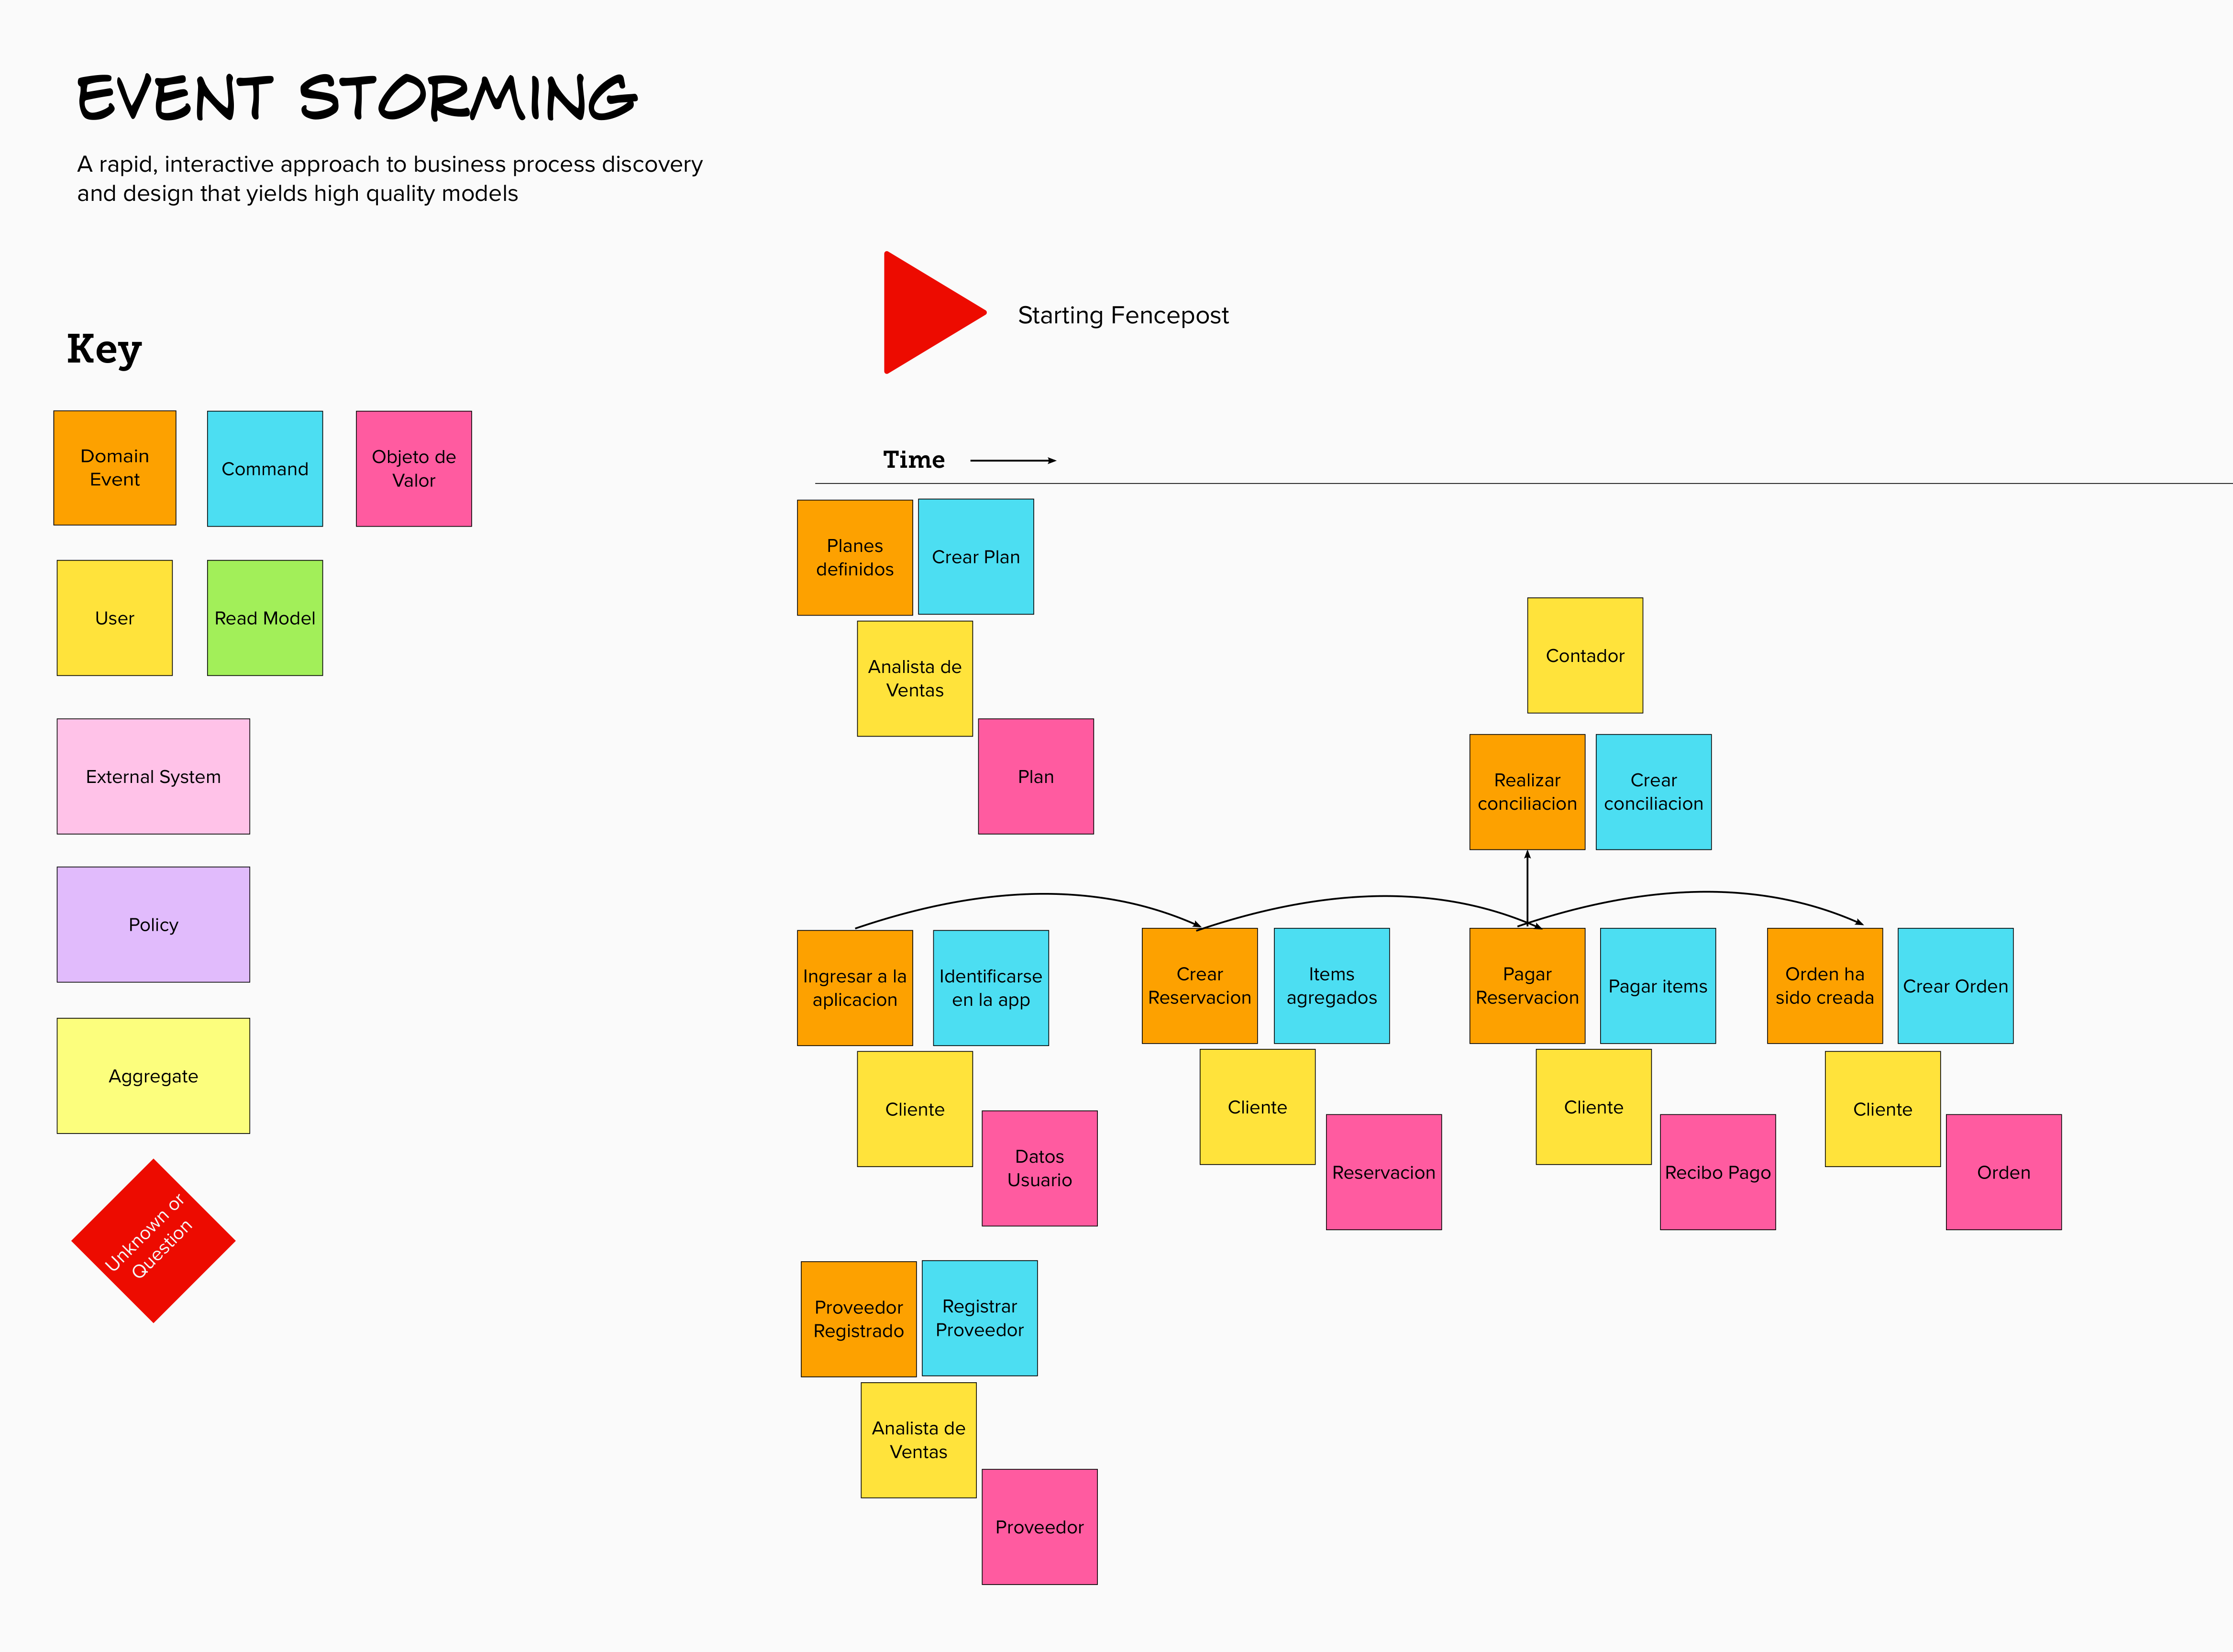 EVENT STORMING
A rapid, interactive approach to business process discovery
and design that yields high quality models
Starting Fencepost
Key
Domain
Event
Command
Objeto de
Valor
User
Read Model
External System
Policy
Aggregate
Unknown or
Question
Time
Planes
definidos
Crear Plan
Analista de
Ventas
Plan
Contador
Realizar
conciliacion
Crear
conciliacion
Ingresar a la
aplicacion
Identificarse
en la app
Cliente
Datos
Usuario
Crear
Reservacion
Items
agregados
Cliente
Reservacion
Pagar
Reservacion
Pagar items
Cliente
Recibo Pago
Orden ha
sido creada
Crear Orden
Cliente
Orden
Proveedor
Registrado
Registrar
Proveedor
Analista de
Ventas
Proveedor